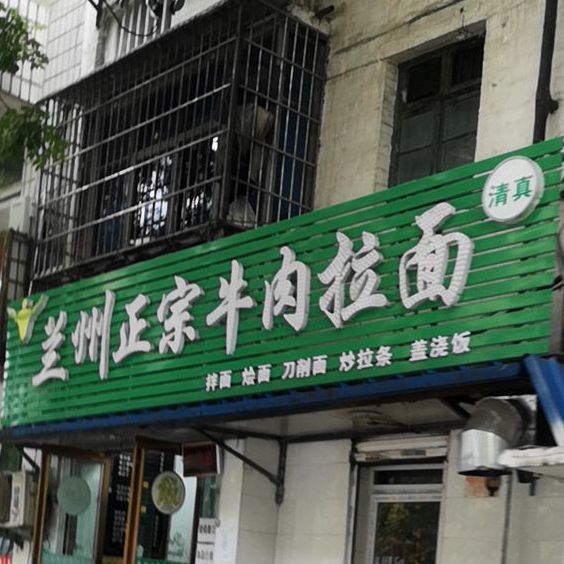 清真
兰州正宗牛肉拉面
拌面 烩面 刀削面 炒拉条 盖浇饭